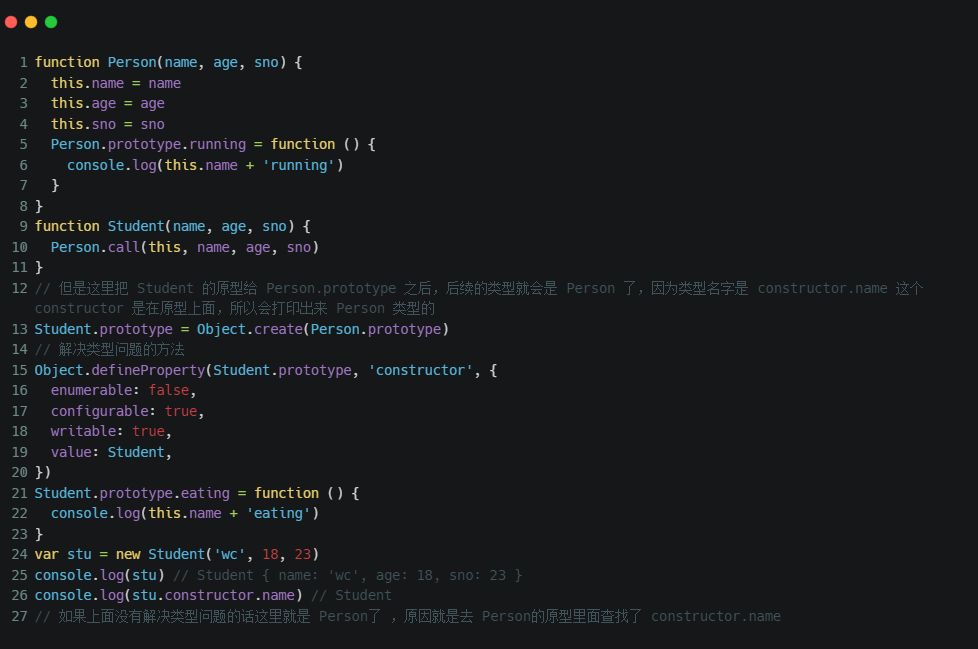 1 function Person(name, age, sno) {
2   this.name = name
3   this.age = age
4   this.sno = sno
5   Person.prototype.running = function () {
6     console.log(this.name + 'running')
7   }
8 }
9 function Student(name, age, sno) {
10   Person.call(this, name, age, sno)
11 }
12 // 但是这里把 Student 的原型给 Person.prototype 之后，后续的类型就会是 Person 了，因为类型名字是 constructor.name 这个
constructor 是在原型上面，所以会打印出来 Person 类型的
13 Student.prototype = Object.create(Person.prototype)
14 // 解决类型问题的方法
15 Object.defineProperty(Student.prototype, 'constructor', {
16   enumerable: false,
17   configurable: true,
18   writable: true,
19   value: Student,
20 })
21 Student.prototype.eating = function () {
22   console.log(this.name + 'eating')
23 }
24 var stu = new Student('wc', 18, 23)
25 console.log(stu) // Student { name: 'wc', age: 18, sno: 23 }
26 console.log(stu.constructor.name) // Student
27 // 如果上面没有解决类型问题的话这里就是 Person了 ，原因就是去 Person的原型里面查找了 constructor.name